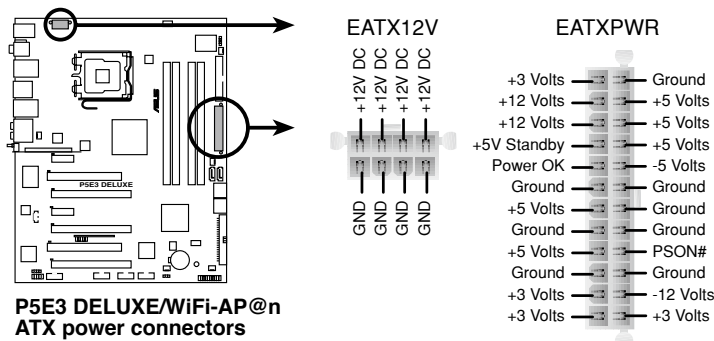 EATX12V
EATXPWR
+12V DC
+12V DC
+12V DC
+12V DC
GND
GND
GND
GND
+3 Volts
Ground
+12 Volts
+5 Volts
+12 Volts
+5 Volts
+5V Standby
+5 Volts
Power OK
-5 Volts
Ground
Ground
+5 Volts
Ground
Ground
Ground
+5 Volts
PSON#
Ground
Ground
+3 Volts
-12 Volts
+3 Volts
+3 Volts
ASUS
P5E3 DELUXE
P5E3 DELUXE/WiFi-AP@n
ATX power connectors